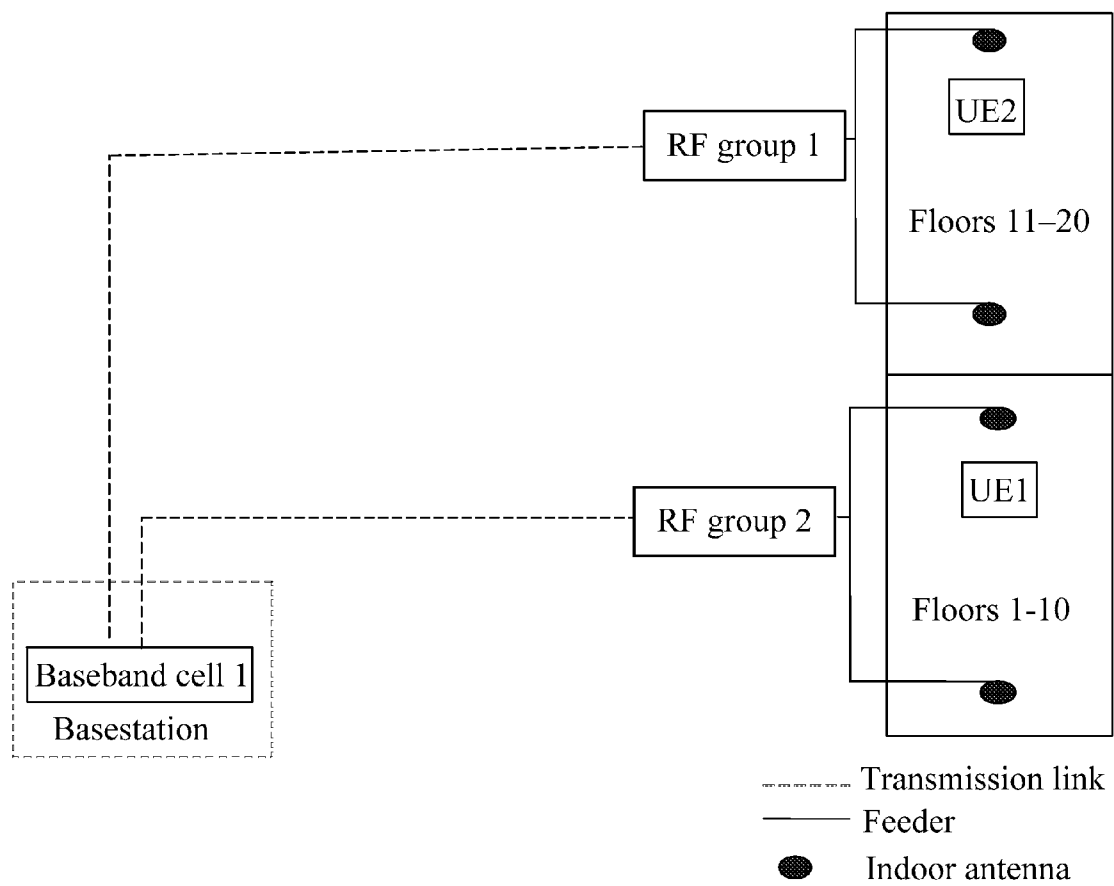 UE2
RF group 1
Floors 11–20
UE1
RF group 2
Floors 1-10
Baseband cell 1
Basestation
Transmission link
Feeder
Indoor antenna